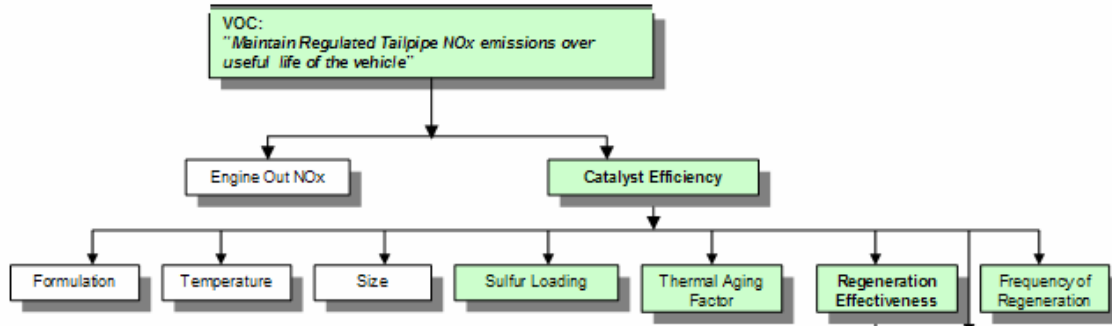 VOC:
"Maintain Regulated Tailpipe NOx emissions over
useful life of the vehicle"
Engine Out NOx
Catalyst Efficiency
Formulation
Temperature
Size
Sulfur Loading
Thermal Aging
Factor
Regeneration
Effectiveness
Frequency of
Regeneration